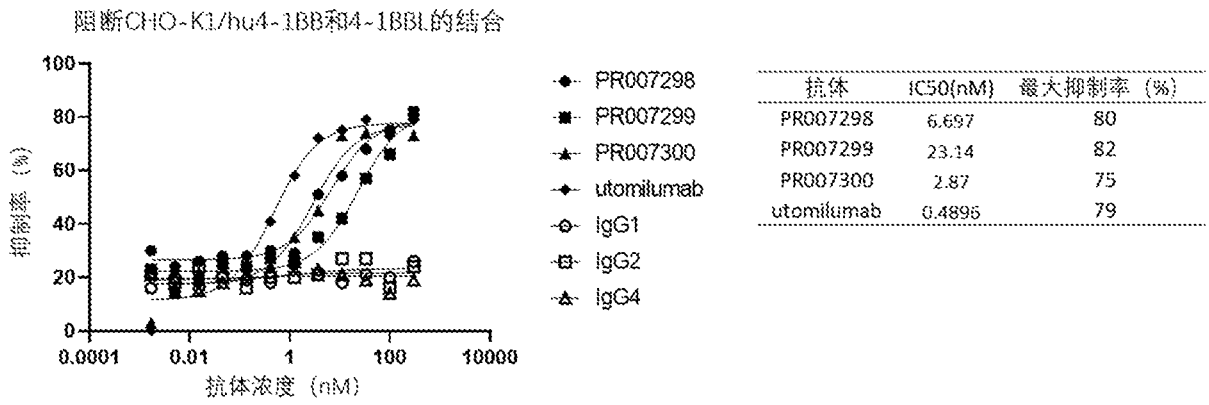 阻断CHO-K1/hu4-1BB和4-1BBL的结合
100
80
60
40
20
0
抑制率 (%)
0.0001
0.01
1
100
10000
抗体浓度 (nM)
PR007298
PR007299
PR007300
utomilumab
IgG1
IgG2
IgG4
抗体 IC50(nM) 最大抑制率 (%)
PR007298 6.697 80
PR007299 23.14 82
PR007300 2.87 75
utomilumab 0.4896 79